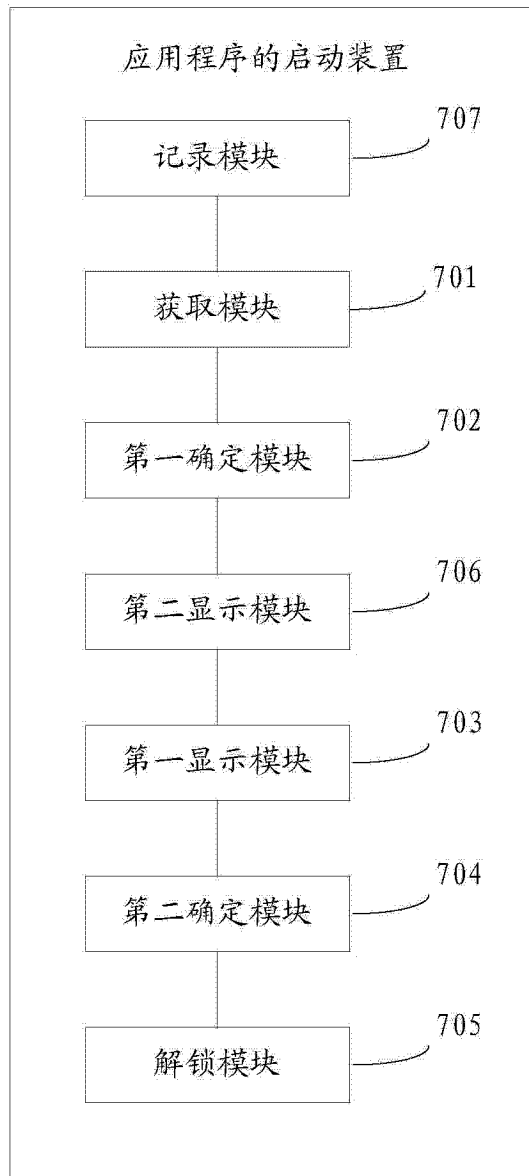 应用程序的启动装置
707
记录模块
701
获取模块
702
第一确定模块
706
第二显示模块
703
第一显示模块
704
第二确定模块
705
解锁模块